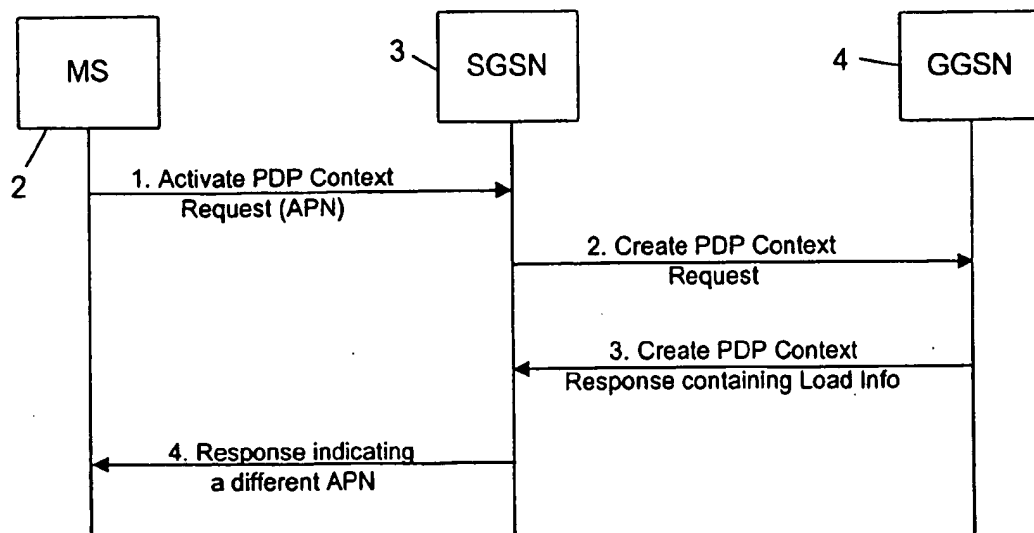 MS
3
SGSN
4
GGSN
2
1. Activate PDP Context
Request (APN)
2. Create PDP Context
Request
3. Create PDP Context
Response containing Load Info
4. Response indicating
a different APN